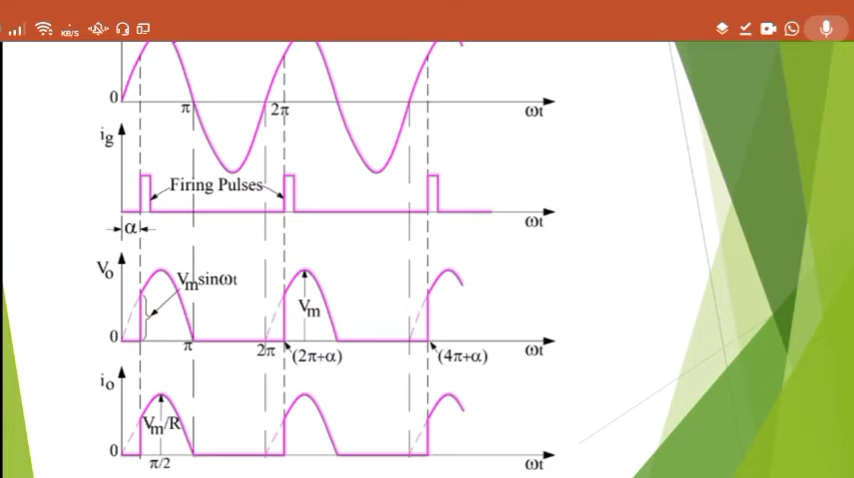 KB/S
0
π
2π
ωt
ig
Firing Pulses
ωt
α
Vo
Vmsinωt
Vm
0
π
2π
(2π+α)
(4π+α)
ωt
io
Vm/R
0
π/2
ωt